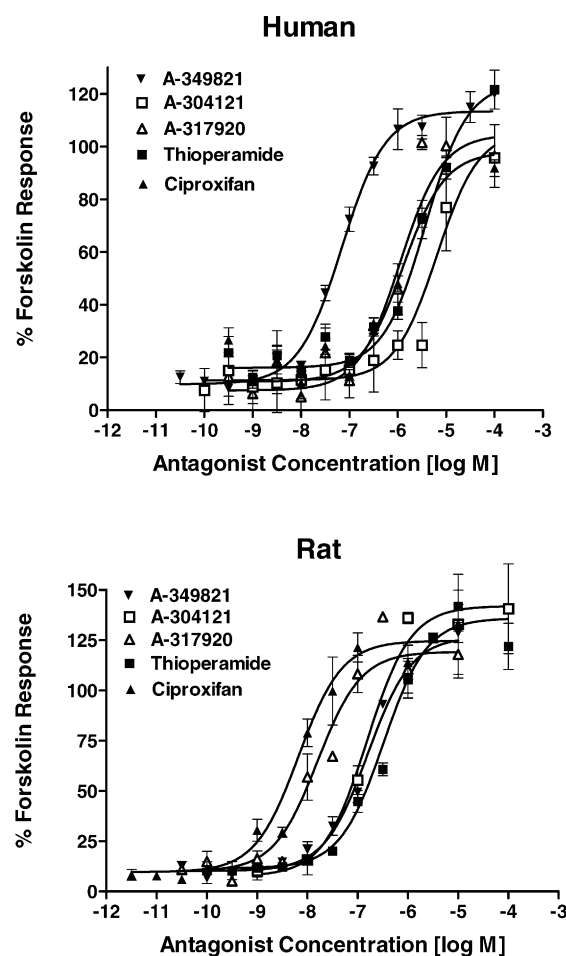 Human
A-349821
A-304121
A-317920
Thioperamide
Ciproxifan
% Forskolin Response
120
100
80
60
40
20
0
-12 -11 -10 -9 -8 -7 -6 -5 -4 -3
Antagonist Concentration [log M]
Rat
A-349821
A-304121
A-317920
Thioperamide
Ciproxifan
% Forskolin Response
150
125
100
75
50
25
0
-12 -11 -10 -9 -8 -7 -6 -5 -4 -3
Antagonist Concentration [log M]